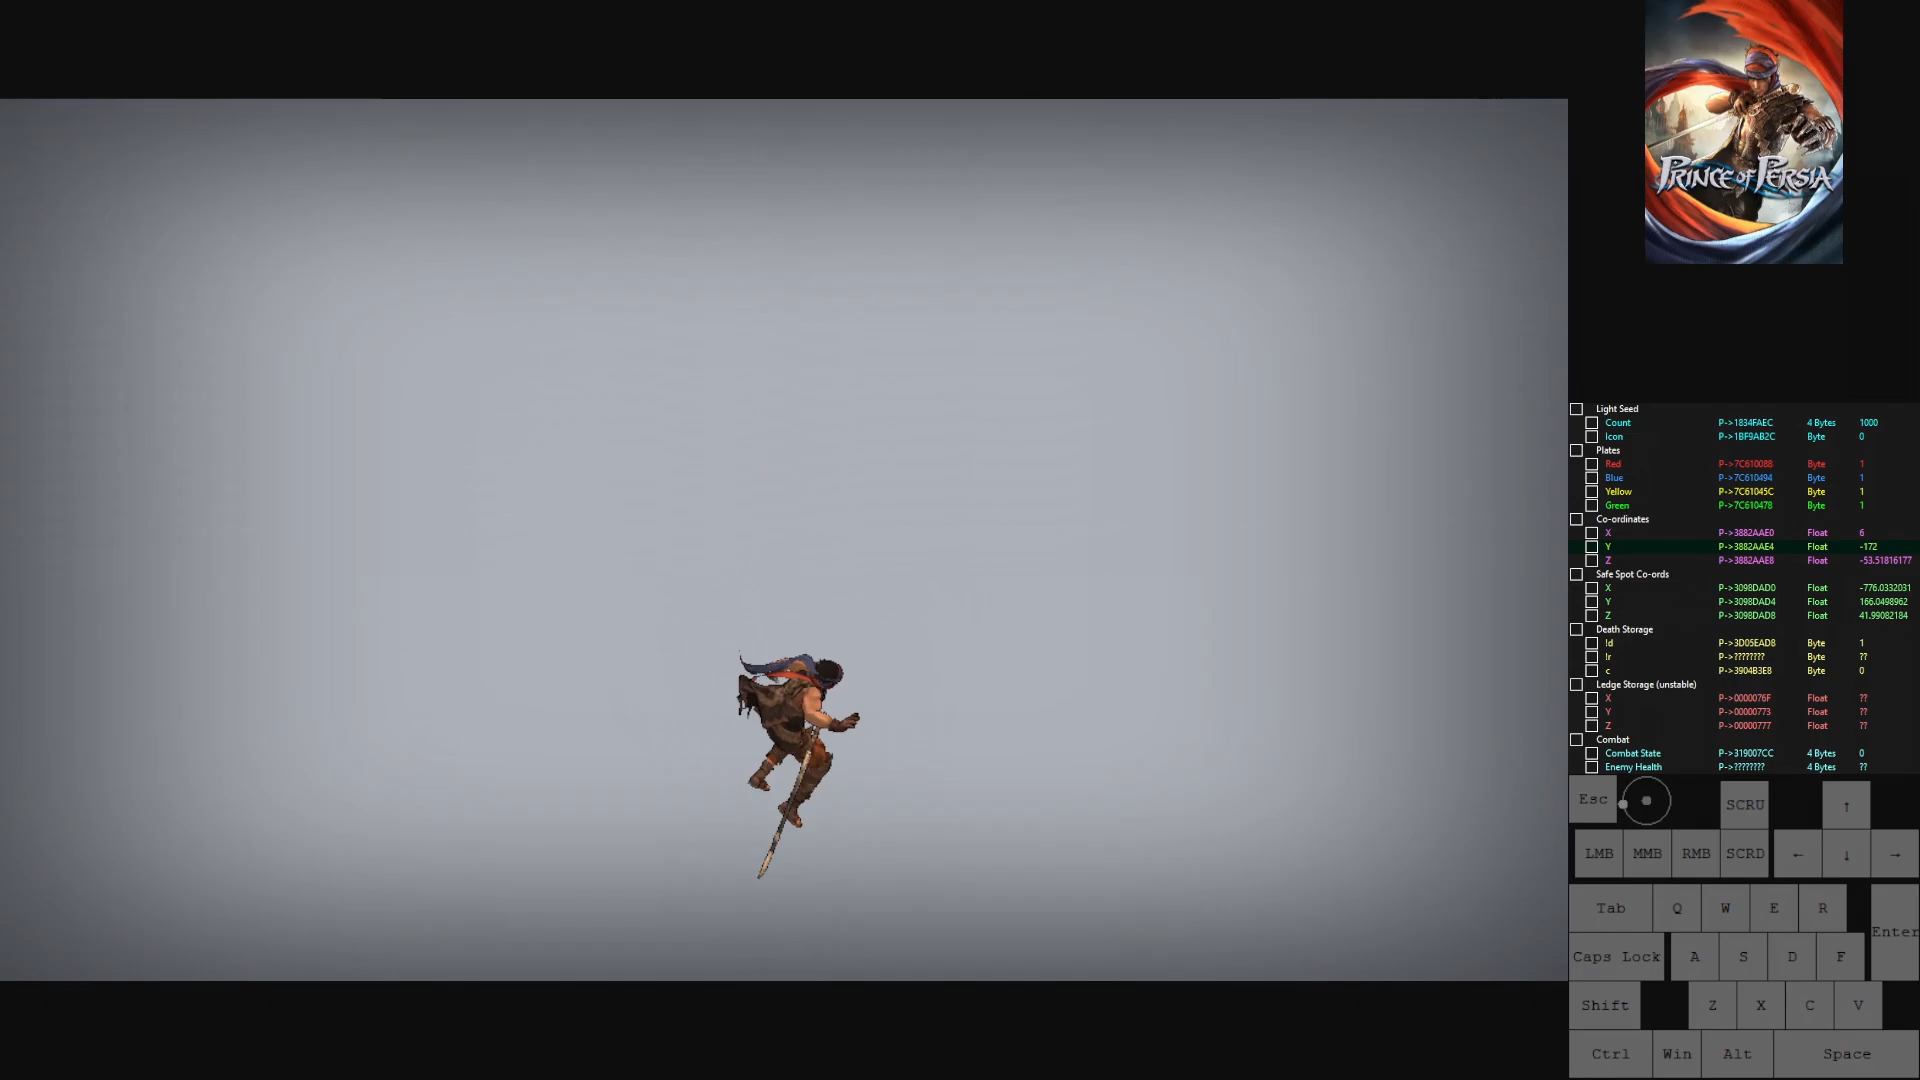 PRINCE OF PERSIA
Light Seed
Count P->1834FAEC 4 Bytes 1000
Icon P->1BF9AB2C Byte 0
Plates
Red P->7C610088 Byte 1
Blue P->7C610494 Byte 1
Yellow P->7C61045C Byte 1
Green P->7C610478 Byte 1
Co-ordinates
X P->3882AAE0 Float 6
Y P->3882AAE4 Float -172
Z P->3882AAE8 Float -53.51816177
Safe Spot Co-ords
X P->3098DAD0 Float -776.0332031
Y P->3098DAD4 Float 166.0498962
Z P->3098DAD8 Float 41.99082184
Death Storage
!d P->3D05EAD8 Byte 1
!r P->???????? Byte ??
c P->3904B3E8 Byte 0
Ledge Storage (unstable)
X P->0000076F Float ??
Y P->00000773 Float ??
Z P->00000777 Float ??
Combat
Combat State P->319007CC 4 Bytes 0
Enemy Health P->???????? 4 Bytes ??
Esc SCRU ↑
LMB MMB RMB SCRD ← ↓ →
Tab Q W E R
Enter
Caps Lock A S D F
Shift Z X C V
Ctrl Win Alt Space